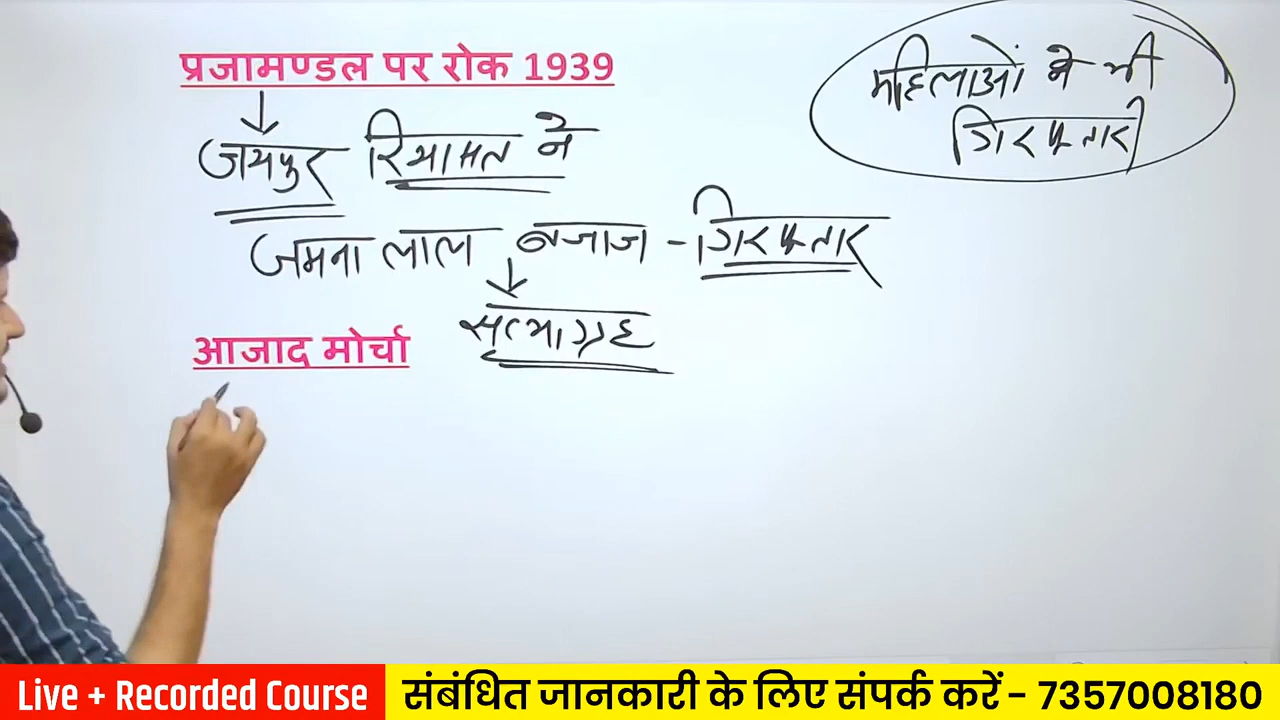 प्रजामण्डल पर रोक 1939
जयपुर रियासत ने
जमना लाल बजाज - गिरफ्तार
सत्याग्रह
महिलाओं ने भी
गिरफ्तारी
आजाद मोर्चा
Live + Recorded Course
संबंधित जानकारी के लिए संपर्क करें - 7357008180